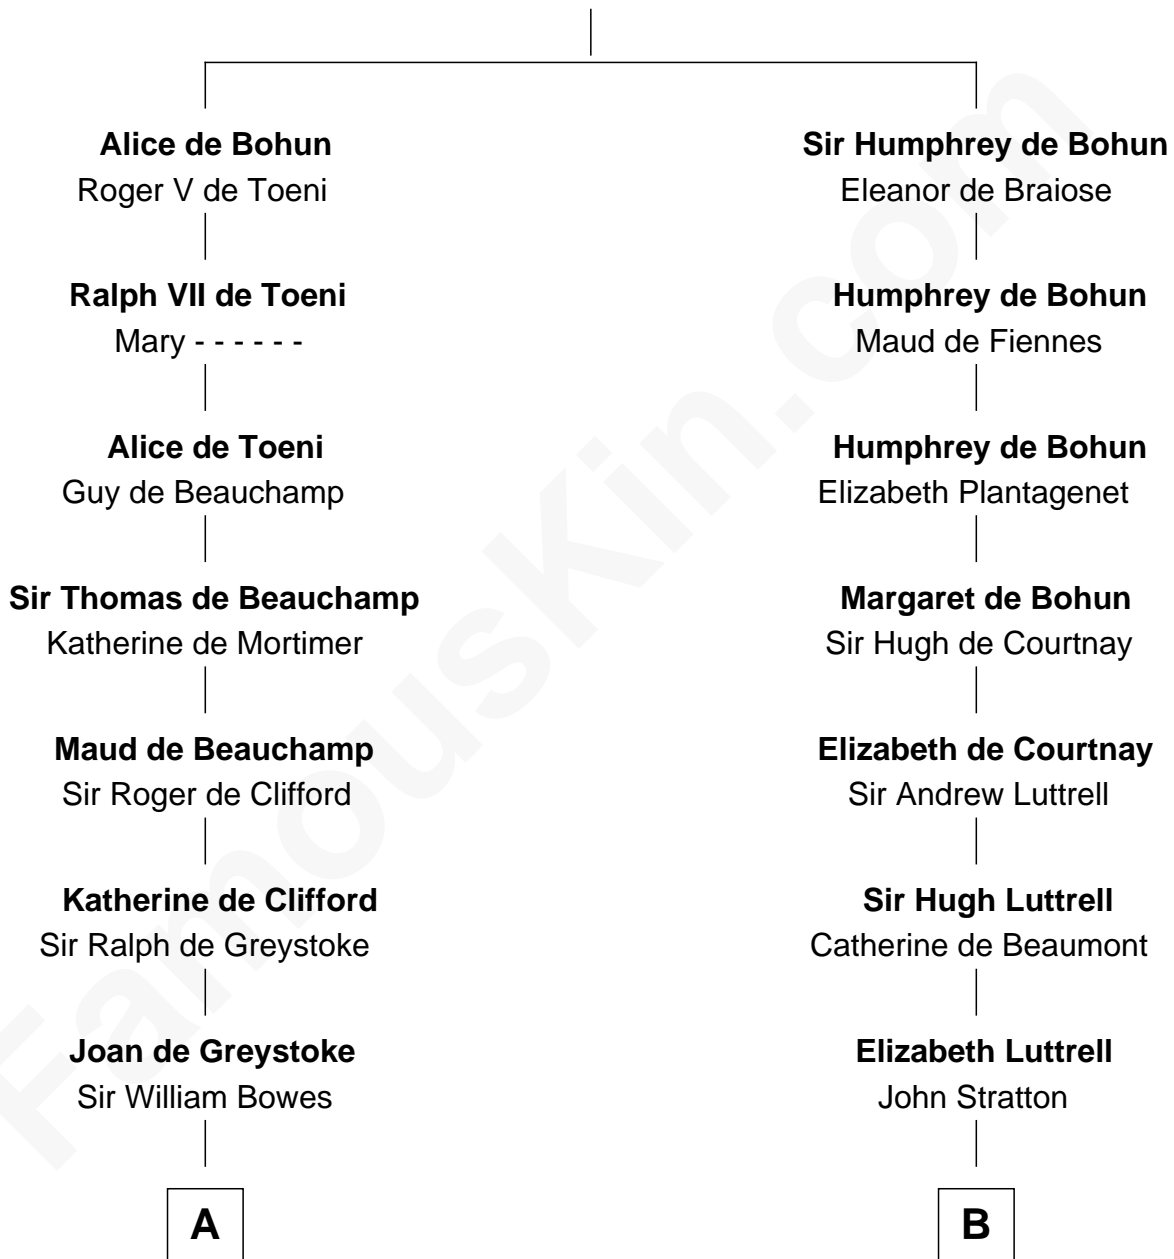 Alice de Bohun
Roger V de Toeni
Ralph VII de Toeni
Mary - - - - - -
Alice de Toeni
Guy de Beauchamp
Sir Thomas de Beauchamp
Katherine de Mortimer
Maud de Beauchamp
Sir Roger de Clifford
Katherine de Clifford
Sir Ralph de Greystoke
Joan de Greystoke
Sir William Bowes
A
Sir Humphrey de Bohun
Eleanor de Braiose
Humphrey de Bohun
Maud de Fiennes
Humphrey de Bohun
Elizabeth Plantagenet
Margaret de Bohun
Sir Hugh de Courtnay
Elizabeth de Courtnay
Sir Andrew Luttrell
Sir Hugh Luttrell
Catherine de Beaumont
Elizabeth Luttrell
John Stratton
B
FamousKin.com